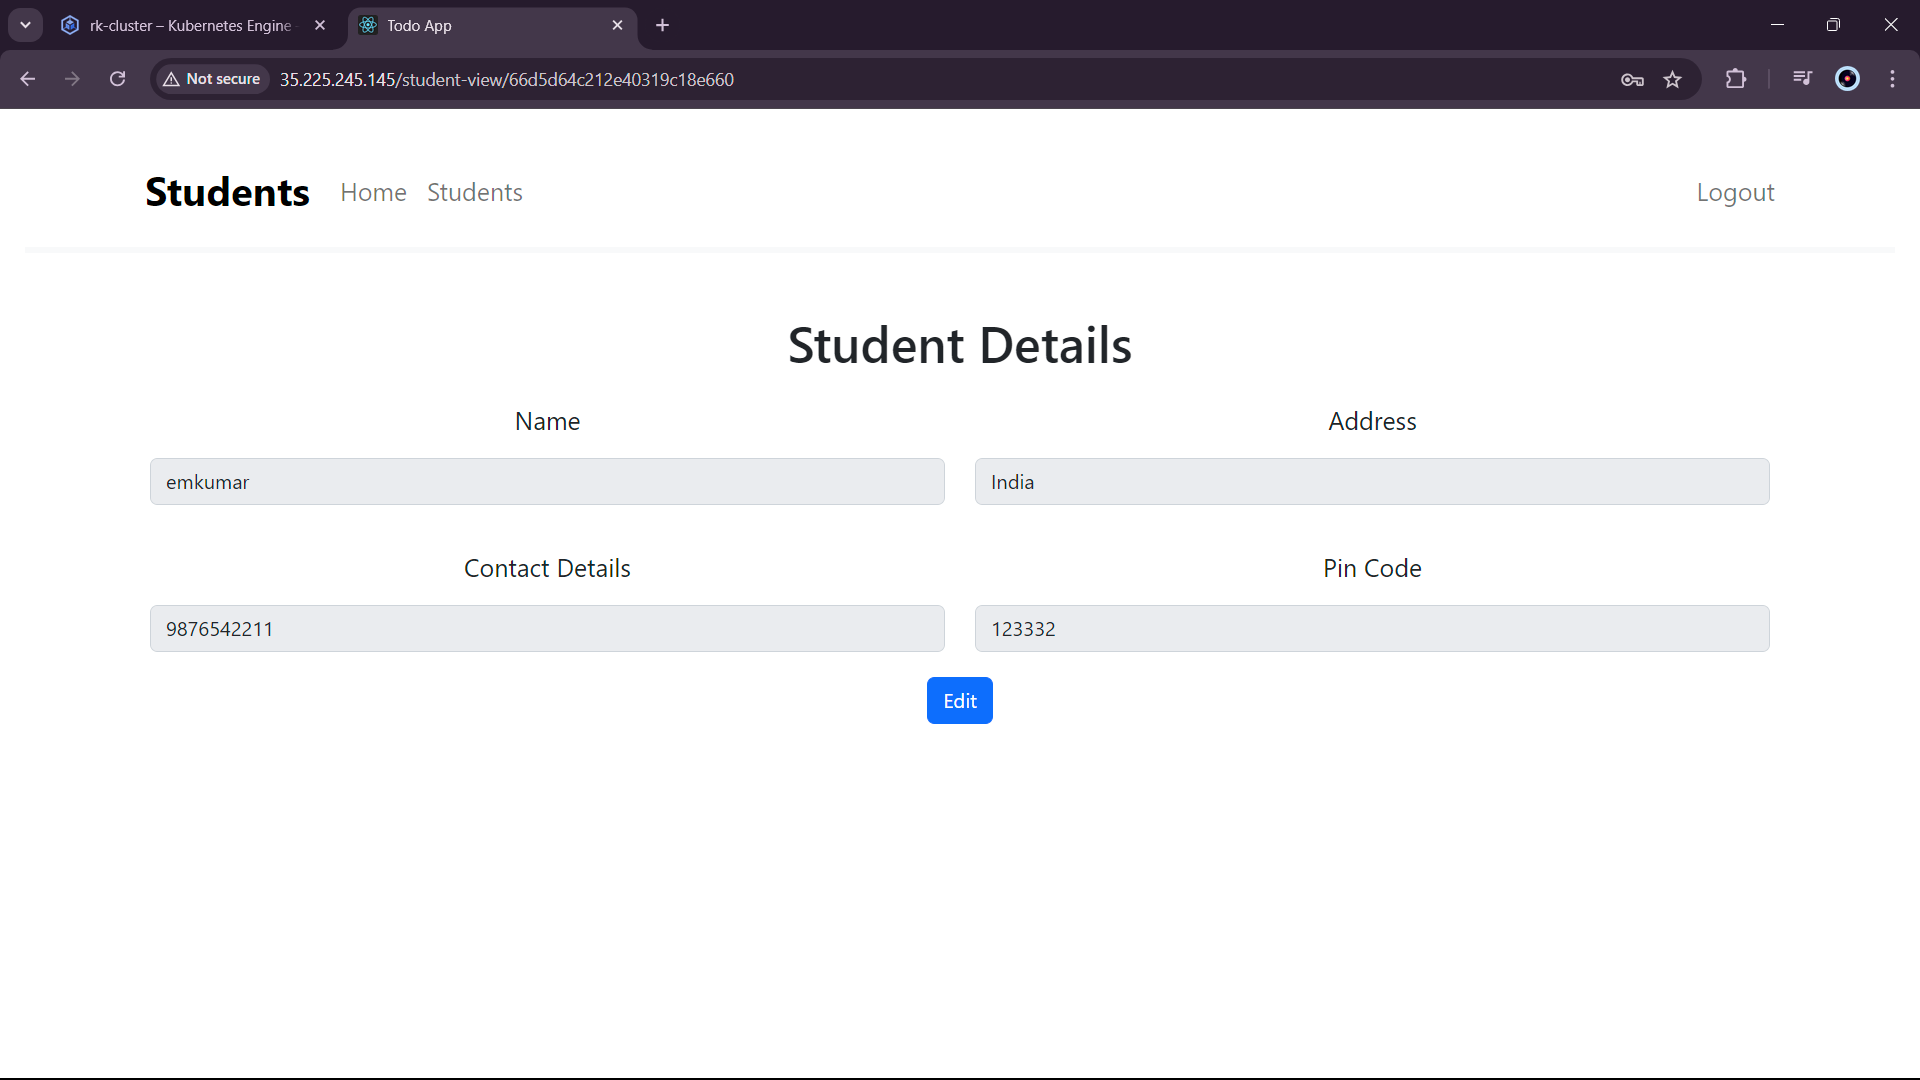 rk-cluster – Kubernetes Engine
Todo App
Not secure
35.225.245.145/student-view/66d5d64c212e40319c18e660
Students
Home
Students
Logout
Student Details
Name
Address
emkumar
India
Contact Details
Pin Code
9876542211
123332
Edit